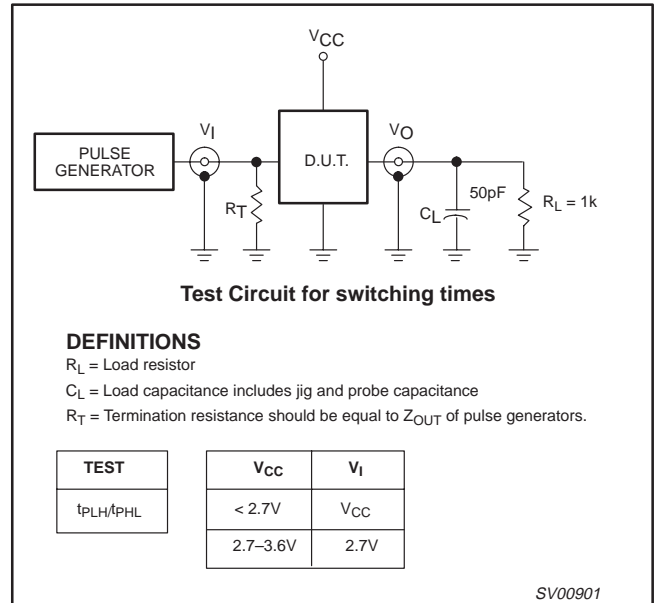 VCC
PULSE
GENERATOR
VI
D.U.T.
VO
RT
50pF
CL
RL = 1k
Test Circuit for switching times
DEFINITIONS
RL = Load resistor
CL = Load capacitance includes jig and probe capacitance
RT = Termination resistance should be equal to ZOUT of pulse generators.
TEST
tPLH/tPHL
VCC VI
< 2.7V VCC
2.7–3.6V 2.7V
SV00901